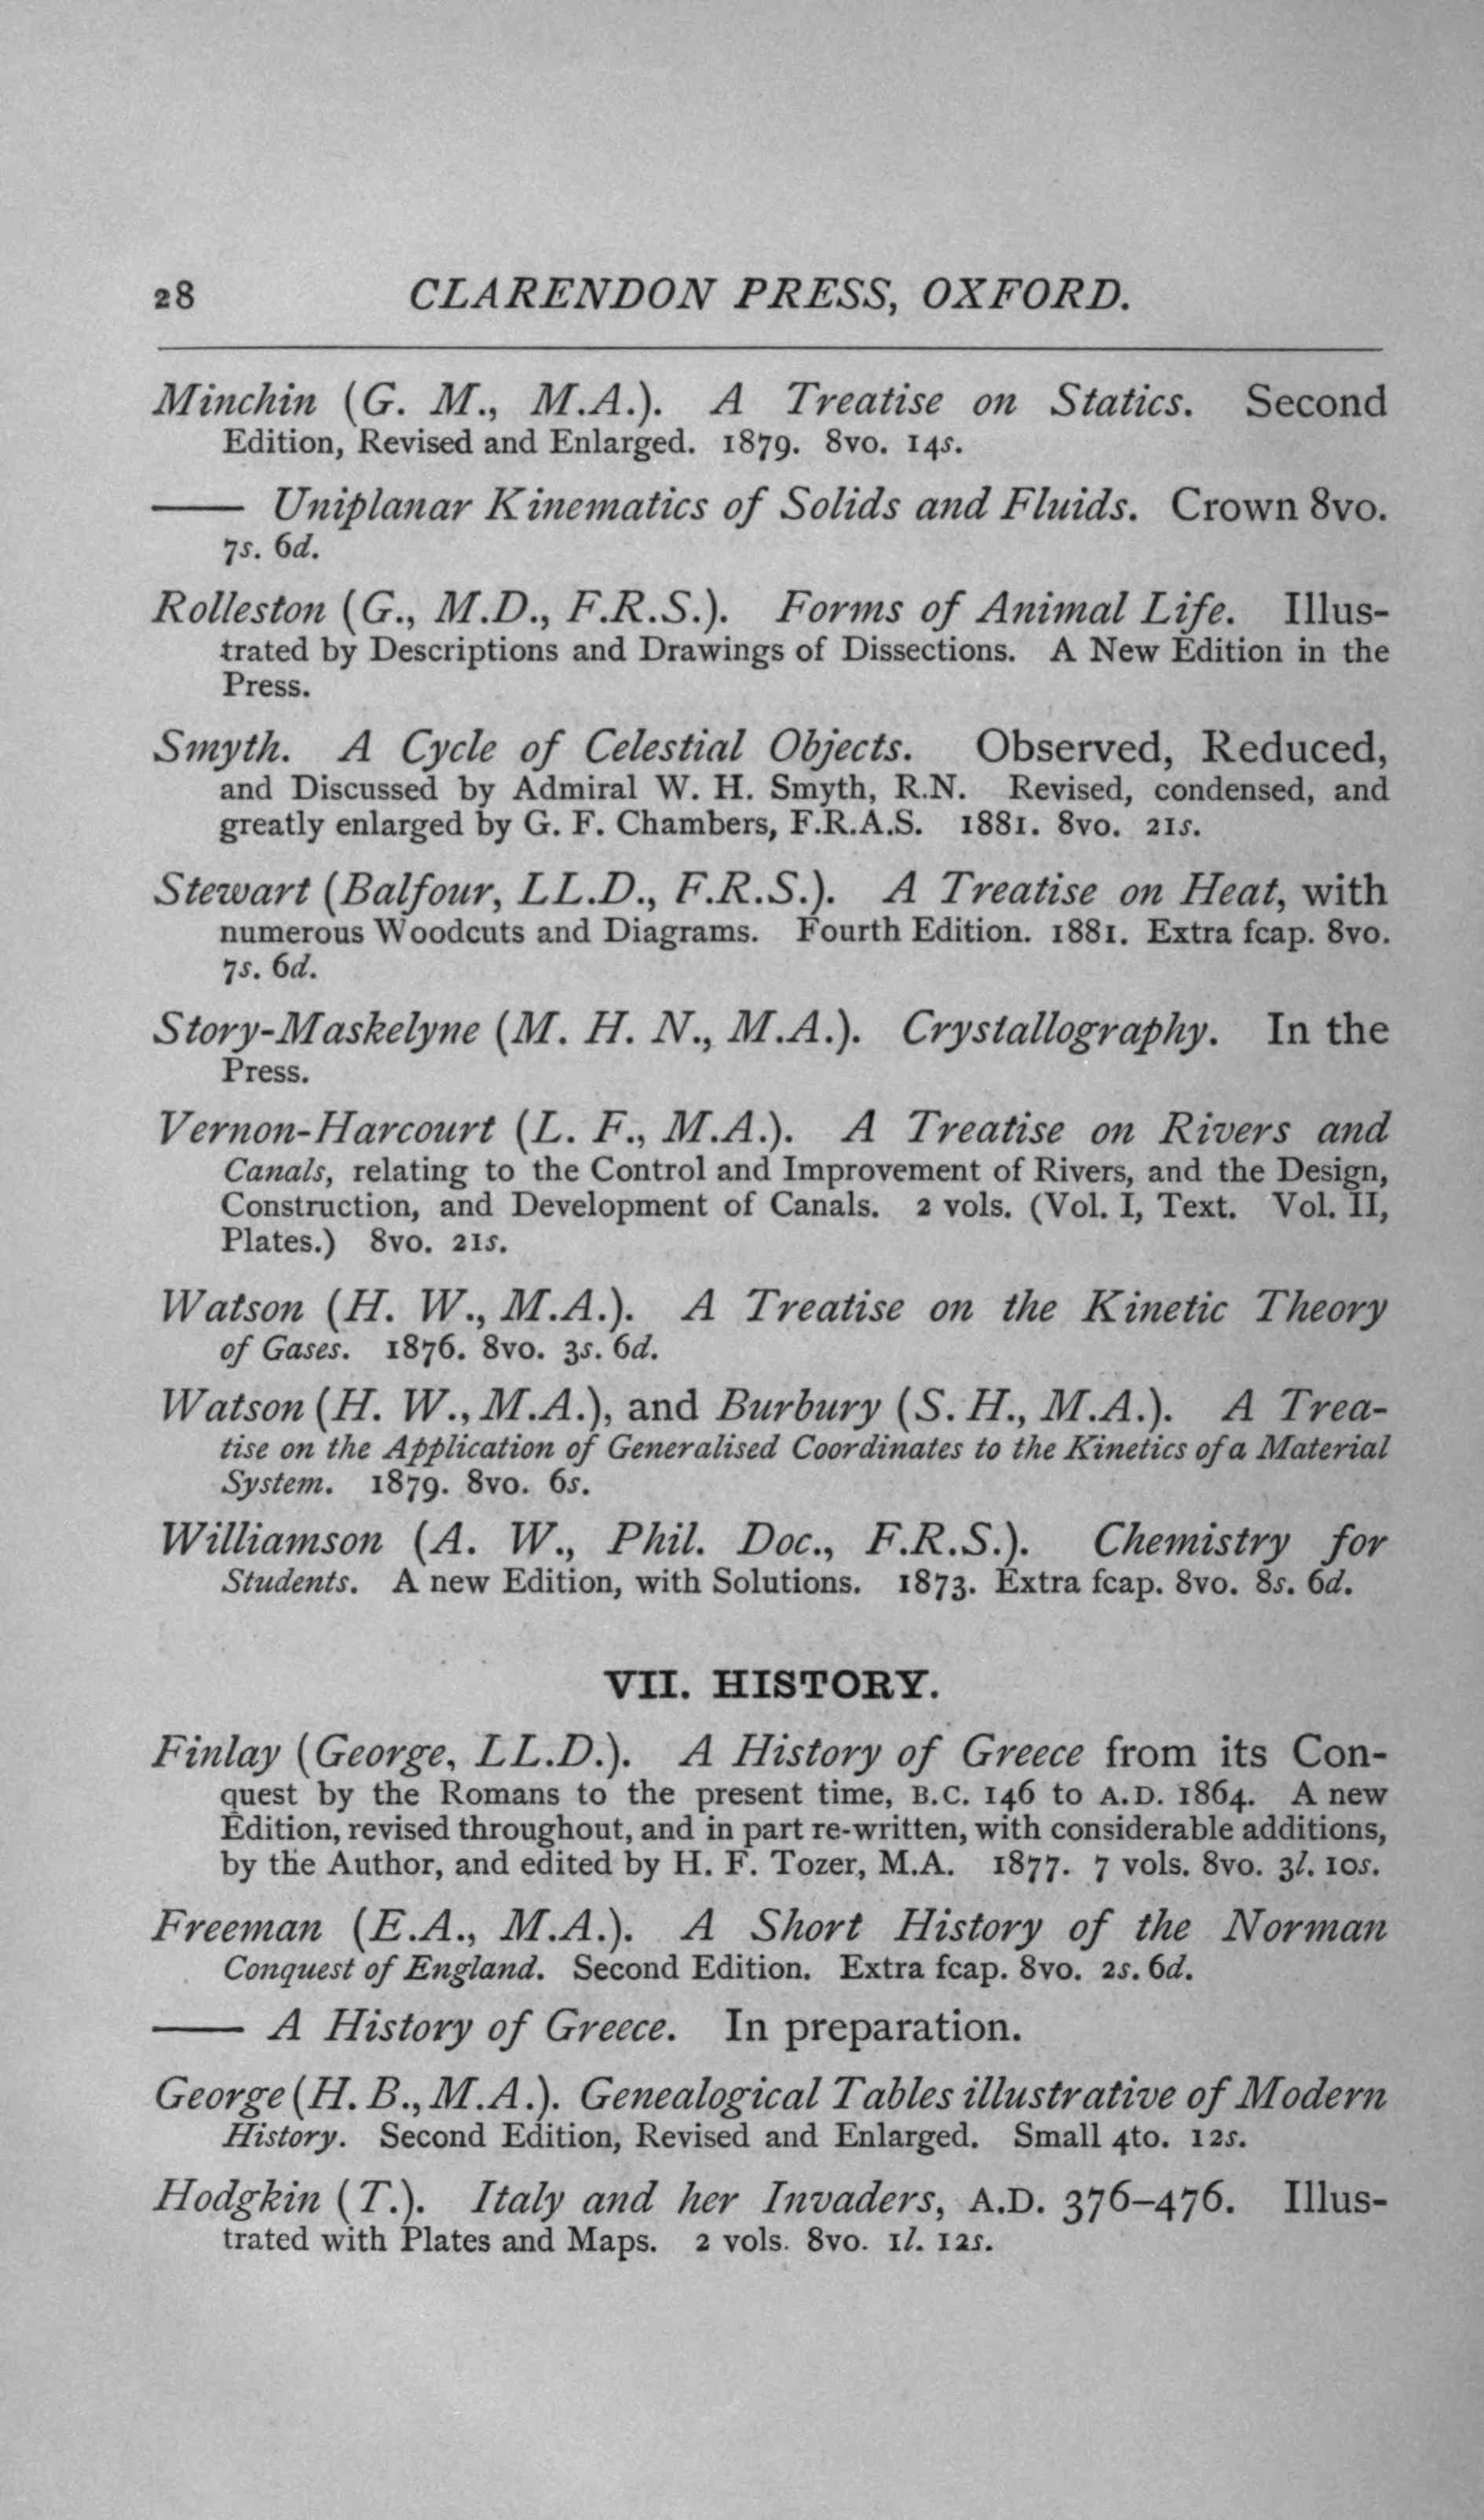 28 CLARENDON PRESS, OXFORD.
Minchin (G. M., M.A.). A Treatise on Statics. Second
Edition, Revised and Enlarged. 1879. 8vo. 14s.
—— Uniplanar Kinematics of Solids and Fluids. Crown 8vo.
7s. 6d.
Rolleston (G., M.D., F.R.S.). Forms of Animal Life. Illus-
trated by Descriptions and Drawings of Dissections. A New Edition in the
Press.
Smyth. A Cycle of Celestial Objects. Observed, Reduced,
and Discussed by Admiral W. H. Smyth, R.N. Revised, condensed, and
greatly enlarged by G. F. Chambers, F.R.A.S. 1881. 8vo. 21s.
Stewart (Balfour, LL.D., F.R.S.). A Treatise on Heat, with
numerous Woodcuts and Diagrams. Fourth Edition. 1881. Extra fcap. 8vo.
7s. 6d.
Story-Maskelyne (M. H. N., M.A.). Crystallography. In the
Press.
Vernon-Harcourt (L. F., M.A.). A Treatise on Rivers and
Canals, relating to the Control and Improvement of Rivers, and the Design,
Construction, and Development of Canals. 2 vols. (Vol. I, Text. Vol. II,
Plates.) 8vo. 21s.
Watson (H. W., M.A.). A Treatise on the Kinetic Theory
of Gases. 1876. 8vo. 3s. 6d.
Watson (H. W., M.A.), and Burbury (S. H., M.A.). A Trea-
tise on the Application of Generalised Coordinates to the Kinetics of a Material
System. 1879. 8vo. 6s.
Williamson (A. W., Phil. Doc., F.R.S.). Chemistry for
Students. A new Edition, with Solutions. 1873. Extra fcap. 8vo. 8s. 6d.
VII. HISTORY.
Finlay (George, LL.D.). A History of Greece from its Con-
quest by the Romans to the present time, B.C. 146 to A.D. 1864. A new
Edition, revised throughout, and in part re-written, with considerable additions,
by the Author, and edited by H. F. Tozer, M.A. 1877. 7 vols. 8vo. 3l. 10s.
Freeman (E.A., M.A.). A Short History of the Norman
Conquest of England. Second Edition. Extra fcap. 8vo. 2s. 6d.
—— A History of Greece. In preparation.
George (H. B., M.A.). Genealogical Tables illustrative of Modern
History. Second Edition, Revised and Enlarged. Small 4to. 12s.
Hodgkin (T.). Italy and her Invaders, A.D. 376–476. Illus-
trated with Plates and Maps. 2 vols. 8vo. 1l. 12s.